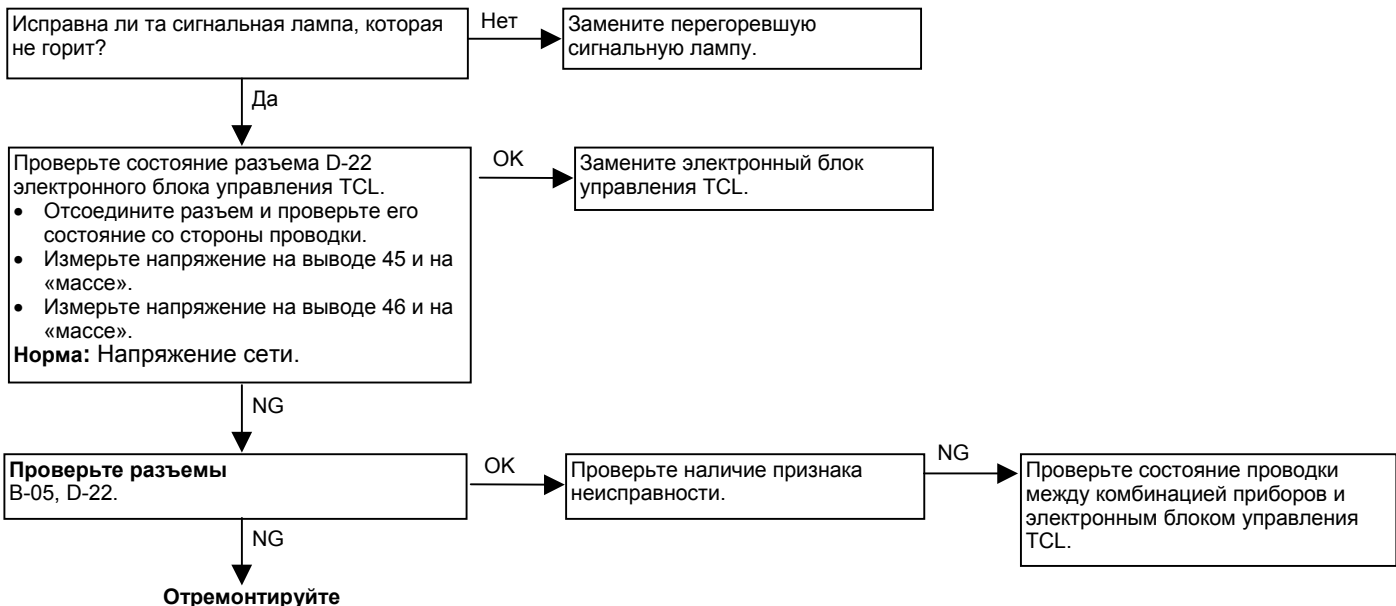 Исправна ли та сигнальная лампа, которая
не горит?
Нет
Замените перегоревшую
сигнальную лампу.
Да
Проверьте состояние разъема D-22
электронного блока управления TCL.
• Отсоедините разъем и проверьте его
состояние со стороны проводки.
• Измерьте напряжение на выводе 45 и на
«массе».
• Измерьте напряжение на выводе 46 и на
«массе».
Норма: Напряжение сети.
OK
Замените электронный блок
управления TCL.
NG
Проверьте разъемы
B-05, D-22.
OK
Проверьте наличие признака
неисправности.
NG
Проверьте состояние проводки
между комбинацией приборов и
электронным блоком управления
TCL.
NG
Отремонтируйте